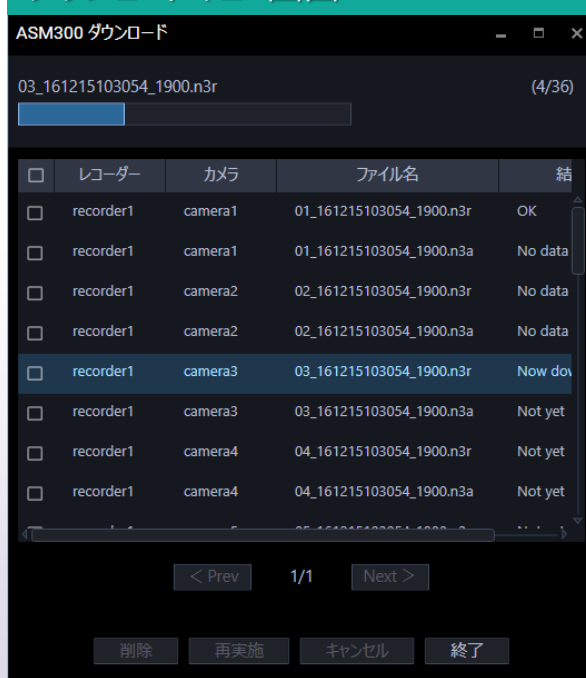 ASM300 ダウンロード
03_161215103054_1900.n3r (4/36)
レコーダー カメラ ファイル名 結
recorder1 camera1 01_161215103054_1900.n3r OK
recorder1 camera1 01_161215103054_1900.n3a No data
recorder1 camera2 02_161215103054_1900.n3r No data
recorder1 camera2 02_161215103054_1900.n3a No data
recorder1 camera3 03_161215103054_1900.n3r Now dow
recorder1 camera3 03_161215103054_1900.n3a Not yet
recorder1 camera4 04_161215103054_1900.n3r Not yet
recorder1 camera4 04_161215103054_1900.n3a Not yet
< Prev 1/1 Next >
削除 再実施 キャンセル 終了